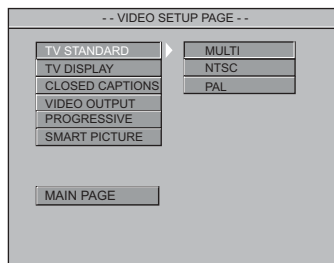 - - VIDEO SETUP PAGE - -
TV STANDARD
TV DISPLAY
CLOSED CAPTIONS
VIDEO OUTPUT
PROGRESSIVE
SMART PICTURE
MAIN PAGE
MULTI
NTSC
PAL